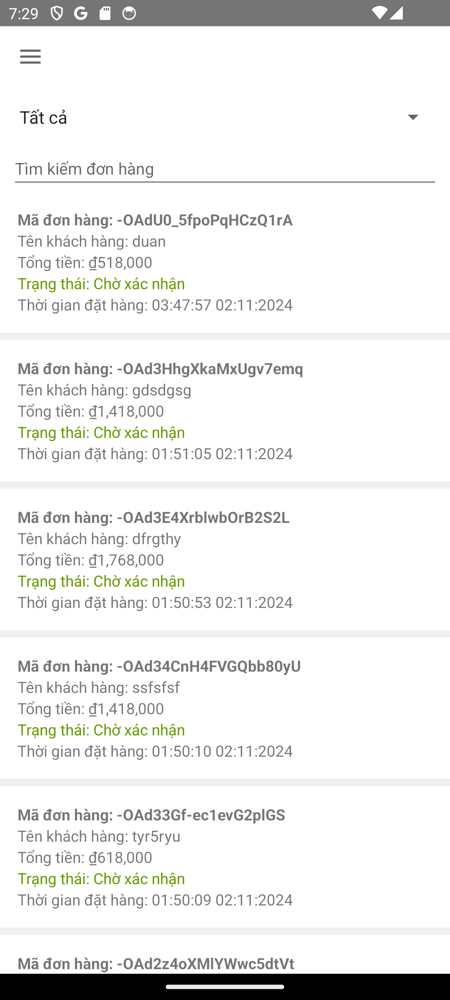 7:29
Tất cả
Tìm kiếm đơn hàng
Mã đơn hàng: -OAdU0_5fpoPqHCzQ1rA
Tên khách hàng: duan
Tổng tiền: ₫518,000
Trạng thái: Chờ xác nhận
Thời gian đặt hàng: 03:47:57 02:11:2024
Mã đơn hàng: -OAd3HhgXkaMxUgv7emq
Tên khách hàng: gdsdgsg
Tổng tiền: ₫1,418,000
Trạng thái: Chờ xác nhận
Thời gian đặt hàng: 01:51:05 02:11:2024
Mã đơn hàng: -OAd3E4XrblwbOrB2S2L
Tên khách hàng: dfrgthy
Tổng tiền: ₫1,768,000
Trạng thái: Chờ xác nhận
Thời gian đặt hàng: 01:50:53 02:11:2024
Mã đơn hàng: -OAd34CnH4FVGQbb80yU
Tên khách hàng: ssfsfsf
Tổng tiền: ₫1,418,000
Trạng thái: Chờ xác nhận
Thời gian đặt hàng: 01:50:10 02:11:2024
Mã đơn hàng: -OAd33Gf-ec1evG2plGS
Tên khách hàng: tyr5ryu
Tổng tiền: ₫618,000
Trạng thái: Chờ xác nhận
Thời gian đặt hàng: 01:50:09 02:11:2024
Mã đơn hàng: -OAd2z4oXMlYWwc5dtVt